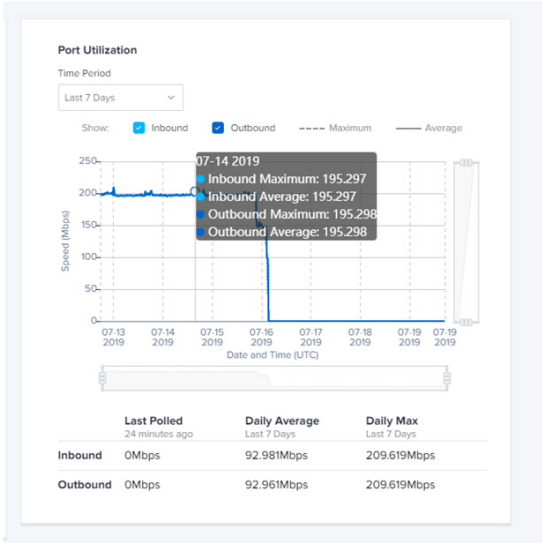 Port Utilization
Time Period
Last 7 Days
Show: Inbound Outbound Maximum Average
07-14 2019
Inbound Maximum: 195.297
Inbound Average: 195.297
Outbound Maximum: 195.298
Outbound Average: 195.298
250
200
150
100
50
0
Speed (Mbps)
07-13 07-14 07-15 07-16 07-17 07-18 07-19 07-19
2019 2019 2019 2019 2019 2019 2019 2019
Date and Time (UTC)
Last Polled Daily Average Daily Max
24 minutes ago Last 7 Days Last 7 Days
Inbound 0Mbps 92.981Mbps 209.619Mbps
Outbound 0Mbps 92.961Mbps 209.619Mbps